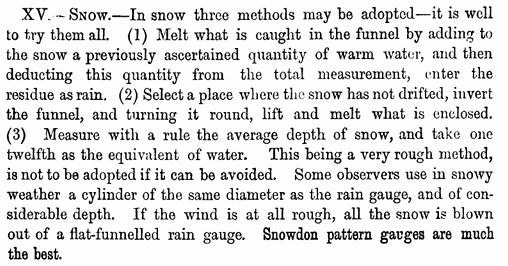 XV. – SNOW.—In snow three methods may be adopted—it is well
to try them all. (1) Melt what is caught in the funnel by adding to
the snow a previously ascertained quantity of warm water, and then
deducting this quantity from the total measurement, enter the
residue as rain. (2) Select a place where the snow has not drifted, invert
the funnel, and turning it round, lift and melt what is enclosed.
(3) Measure with a rule the average depth of snow, and take one
twelfth as the equivalent of water. This being a very rough method,
is not to be adopted if it can be avoided. Some observers use in snowy
weather a cylinder of the same diameter as the rain gauge, and of con-
siderable depth. If the wind is at all rough, all the snow is blown
out of a flat-funnelled rain gauge. Snowdon pattern gauges are much
the best.